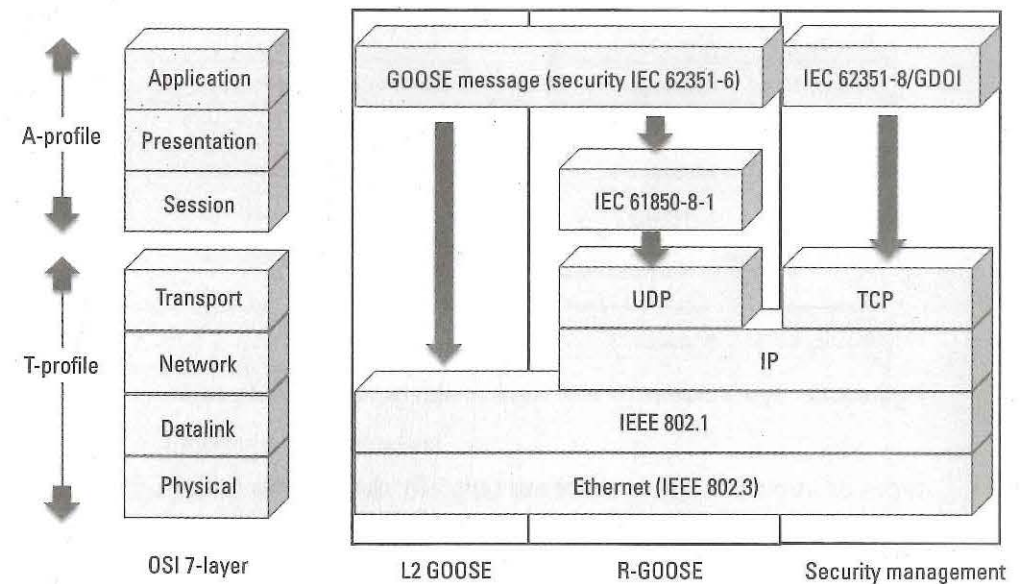 A-profile
T-profile
Application
Presentation
Session
Transport
Network
Datalink
Physical
OSI 7-layer
GOOSE message (security IEC 62351-6)
IEC 62351-8/GDOI
IEC 61850-8-1
UDP
TCP
IP
IEEE 802.1
Ethernet (IEEE 802.3)
L2 GOOSE
R-GOOSE
Security management